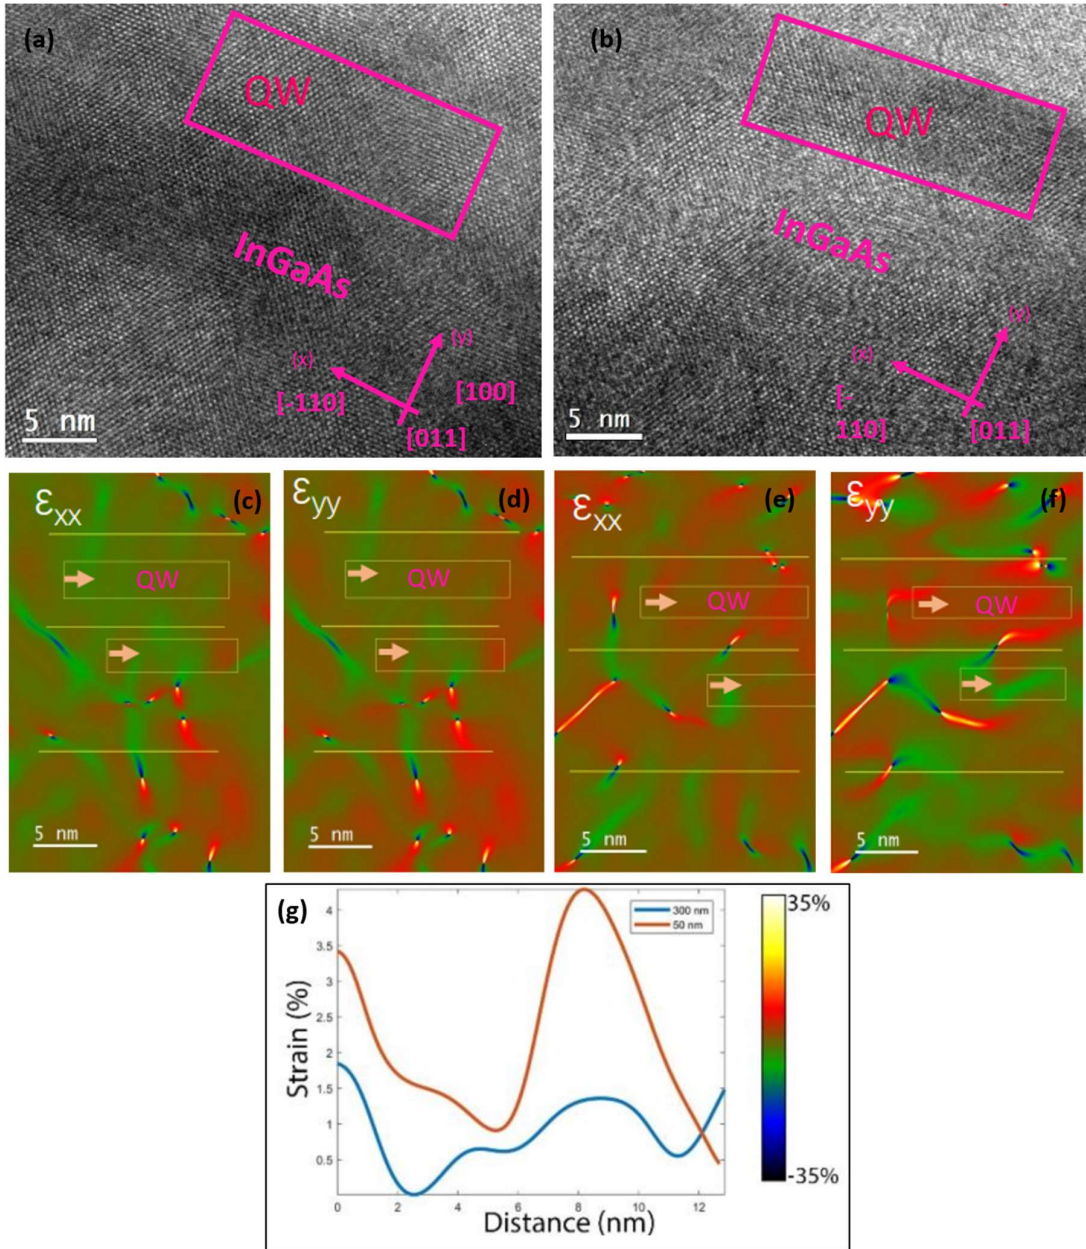 (a)
QW
InGaAs
(x)
(y)
[-110]
[100]
[011]
5 nm
(b)
QW
InGaAs
(x)
(y)
[-
110]
[011]
5 nm
εxx
(c)
QW
5 nm
εyy
(d)
QW
5 nm
εxx
(e)
QW
5 nm
εyy
(f)
QW
5 nm
(g)
300 nm
50 nm
4
3.5
3
2.5
2
1.5
1
0.5
0
2
4
6
8
10
12
Strain (%)
Distance (nm)
35%
-35%